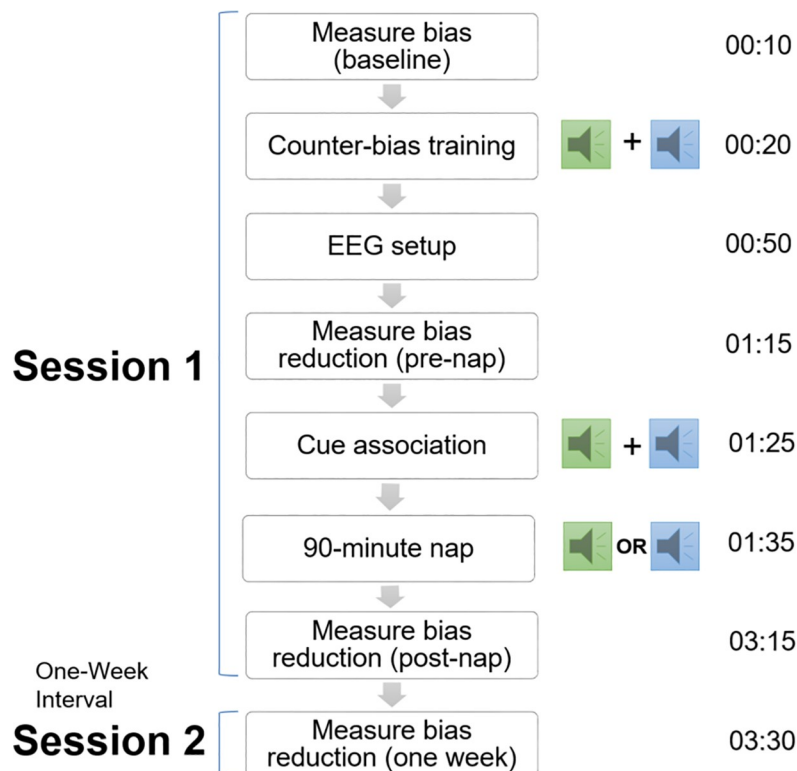 Measure bias
(baseline)
00:10
Counter-bias training
+
00:20
EEG setup
00:50
Measure bias
reduction (pre-nap)
01:15
Session 1
Cue association
+
01:25
90-minute nap
OR
01:35
Measure bias
reduction (post-nap)
03:15
One-Week
Interval
Session 2
Measure bias
reduction (one week)
03:30